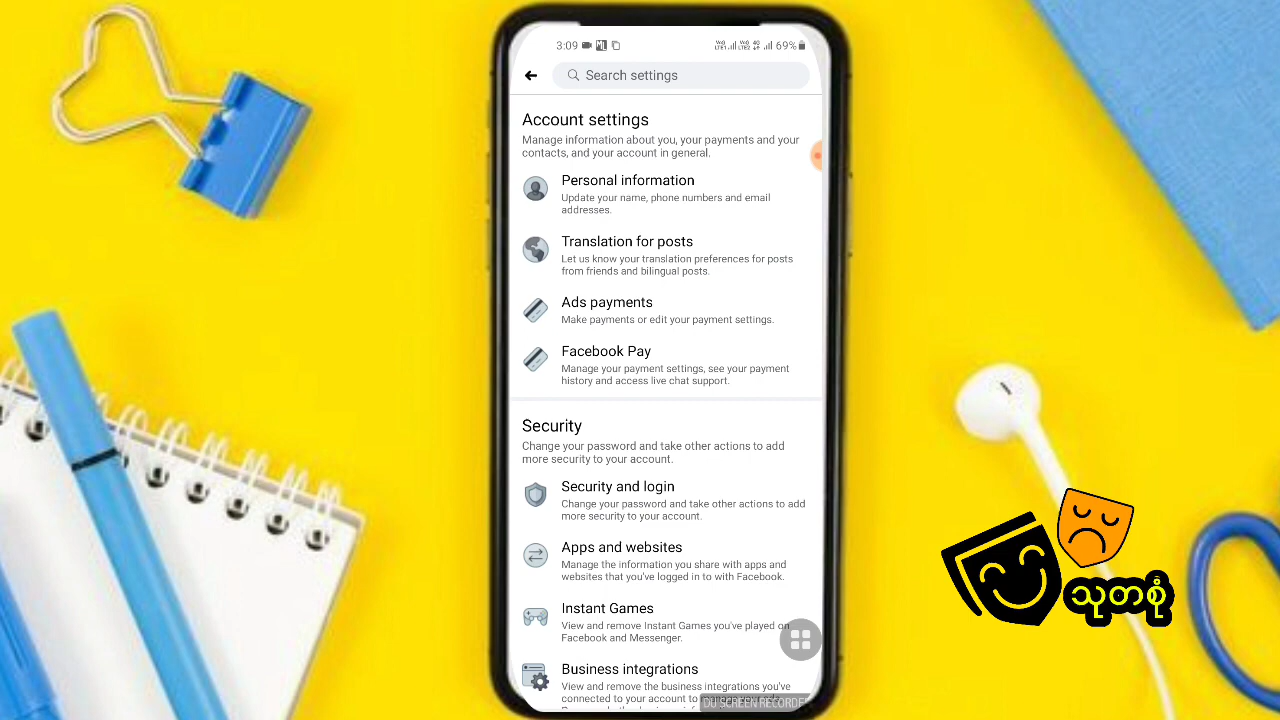 3:09
69%
Search settings
Account settings
Manage information about you, your payments and your
contacts, and your account in general.
Personal information
Update your name, phone numbers and email
addresses.
Translation for posts
Let us know your translation preferences for posts
from friends and bilingual posts.
Ads payments
Make payments or edit your payment settings.
Facebook Pay
Manage your payment settings, see your payment
history and access live chat support.
Security
Change your password and take other actions to add
more security to your account.
Security and login
Change your password and take other actions to add
more security to your account.
Apps and websites
Manage the information you share with apps and
websites that you've logged in to with Facebook.
Instant Games
View and remove Instant Games you've played on
Facebook and Messenger.
Business integrations
View and remove the business integrations you've
connected to your account to manage your ads
DU SCREEN RECORDER
သုတစုံ